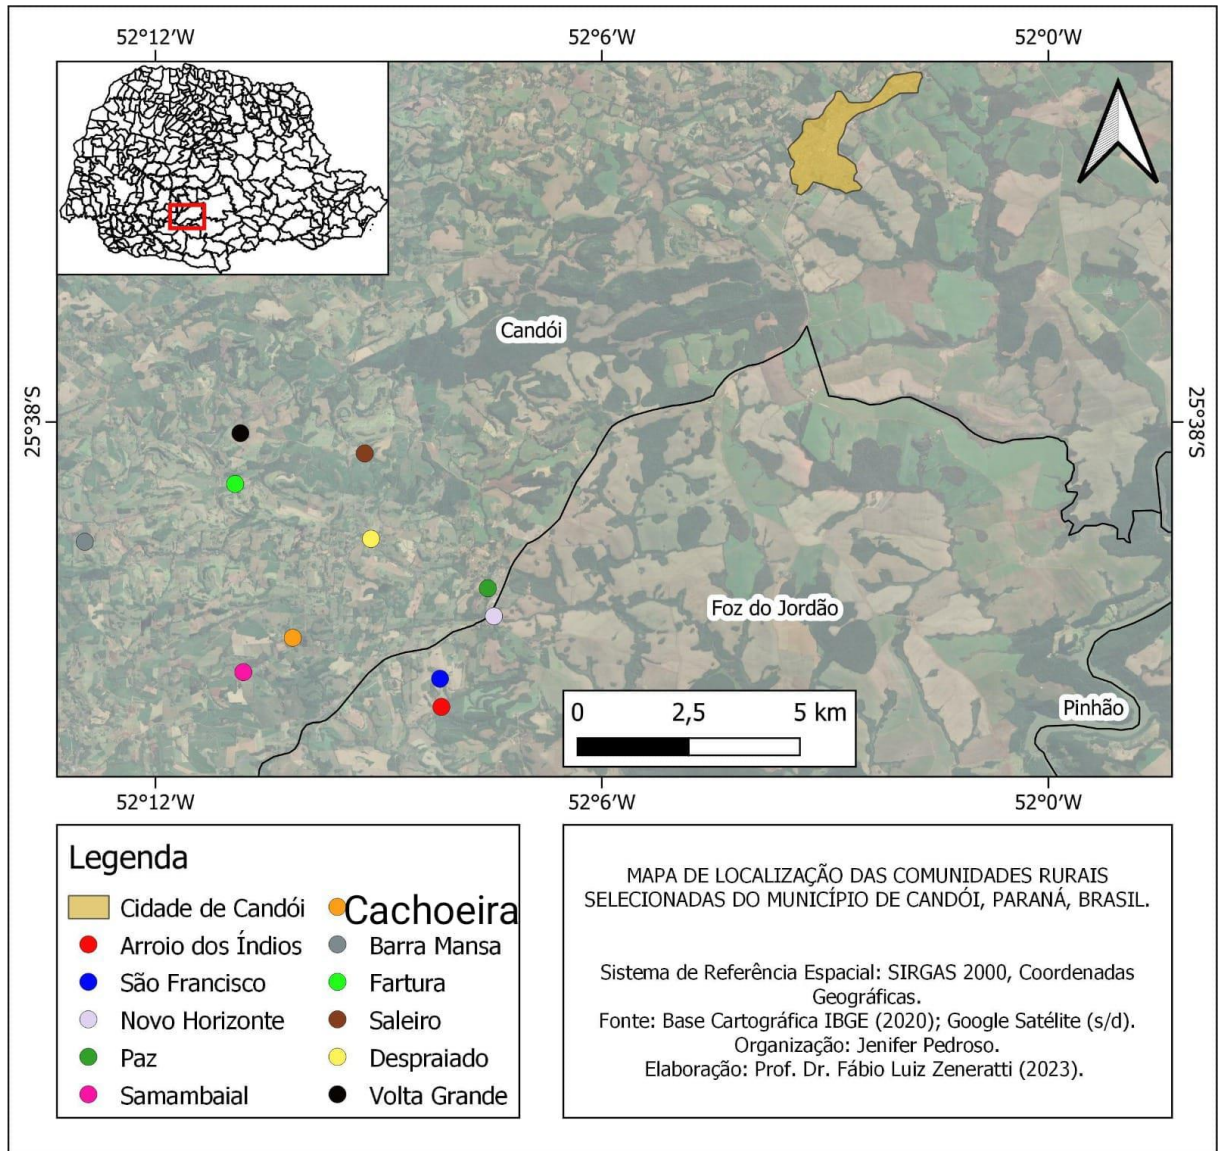 52°12'W 52°6'W 52°0'W
Candói
25°38'S 25°38'S
Foz do Jordão
Pinhão
0 2,5 5 km
52°12'W 52°6'W 52°0'W
Legenda
Cidade de Candói
Arroio dos Índios
São Francisco
Novo Horizonte
Paz
Samambaial
Cachoeira
Barra Mansa
Fartura
Saleiro
Despraiado
Volta Grande
MAPA DE LOCALIZAÇÃO DAS COMUNIDADES RURAIS
SELECIONADAS DO MUNICÍPIO DE CANDÓI, PARANÁ, BRASIL.
Sistema de Referência Espacial: SIRGAS 2000, Coordenadas
Geográficas.
Fonte: Base Cartográfica IBGE (2020); Google Satélite (s/d).
Organização: Jenifer Pedroso.
Elaboração: Prof. Dr. Fábio Luiz Zeneratti (2023).